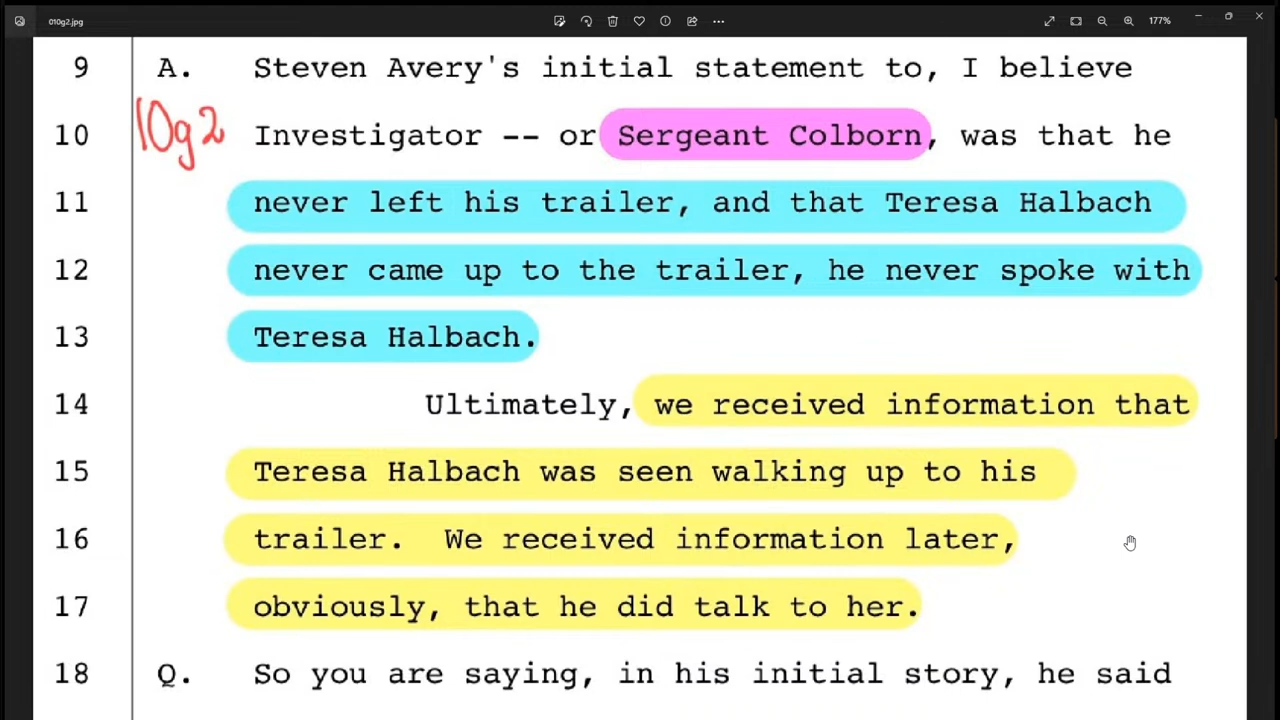 010g2.jpg
177%
9 A. Steven Avery's initial statement to, I believe
10 10g2 Investigator -- or Sergeant Colborn, was that he
11 never left his trailer, and that Teresa Halbach
12 never came up to the trailer, he never spoke with
13 Teresa Halbach.
14 Ultimately, we received information that
15 Teresa Halbach was seen walking up to his
16 trailer. We received information later,
17 obviously, that he did talk to her.
18 Q. So you are saying, in his initial story, he said